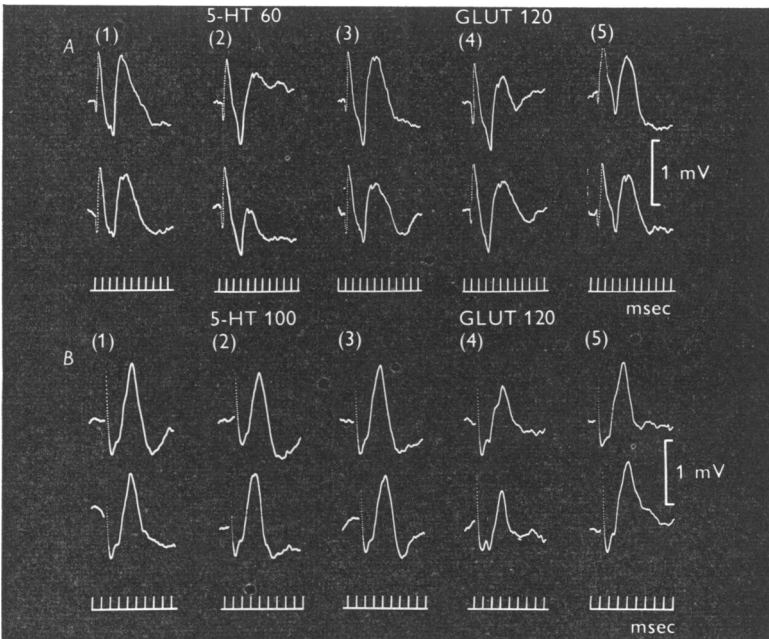 5-HT 60 GLUT 120
A (1) (2) (3) (4) (5)
1 mV
msec
5-HT 100 GLUT 120
B (1) (2) (3) (4) (5)
1 mV
msec